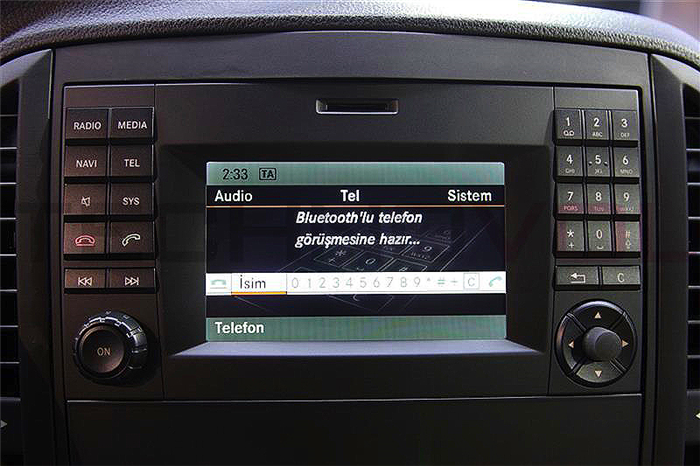 RADIO MEDIA
NAVI TEL
SYS
ON
2:33 TA
Audio Tel Sistem
Bluetooth'lu telefon
görüşmesine hazır...
İsim 0 1 2 3 4 5 6 7 8 9 * # + C
Telefon
1 2 3
ABC DEF
4 5 6
GHI JKL MNO
7 8 9
PQRS TUV WXYZ
* 0 #
C